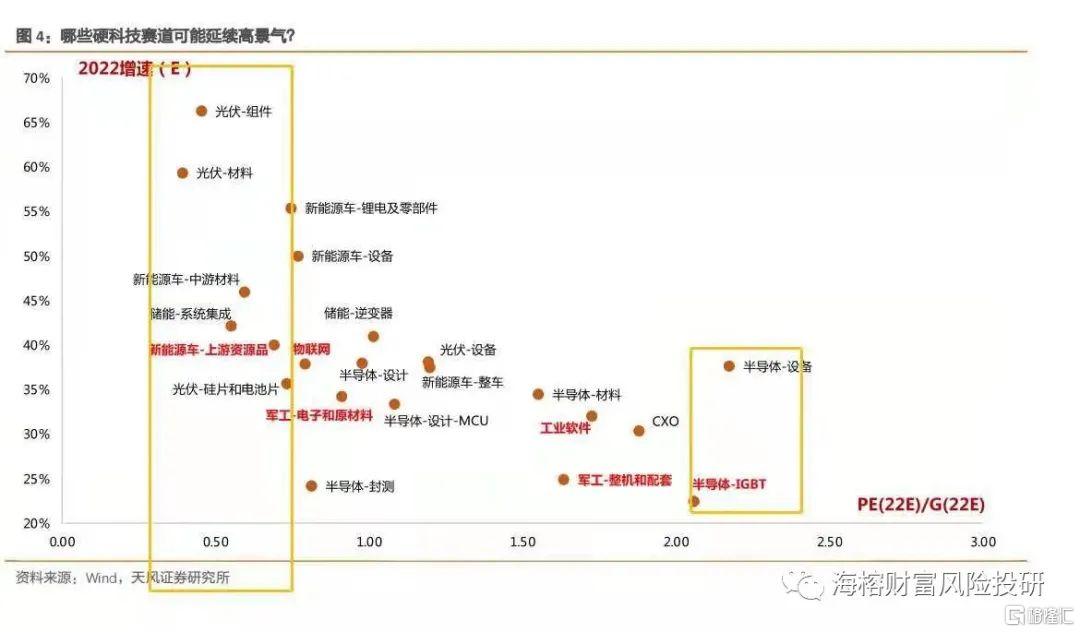 图 4：哪些硬科技赛道可能延续高景气？
2022增速（E）
70%
65%
60%
55%
50%
45%
40%
35%
30%
25%
20%
光伏-组件
光伏-材料
新能源车-锂电及零部件
新能源车-设备
新能源车-中游材料
储能-系统集成
储能-逆变器
新能源车-上游资源品
物联网
光伏-设备
半导体-设计
新能源车-整车
半导体-设备
光伏-硅片和电池片
军工-电子和原材料
半导体-设计-MCU
半导体-材料
工业软件
CXO
半导体-封测
军工-整机和配套
半导体-IGBT
PE(22E)/G(22E)
0.00 0.50 1.00 1.50 2.00 2.50 3.00
资料来源：Wind，天风证券研究所
海榕财富风险投研
格隆汇